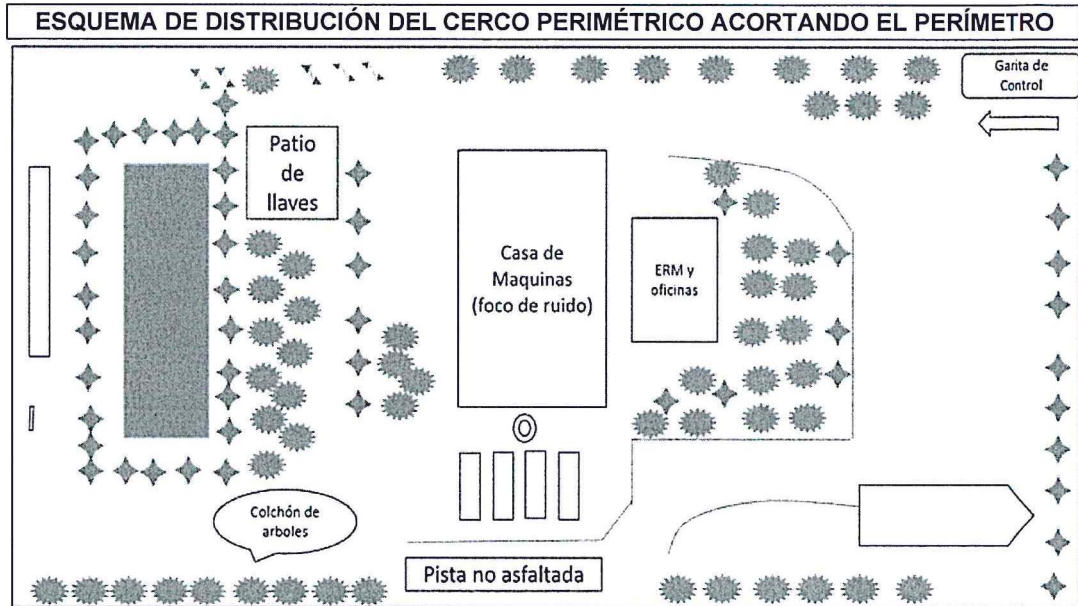 ESQUEMA DE DISTRIBUCIÓN DEL CERCO PERIMÉTRICO ACORTANDO EL PERÍMETRO
Garita de
Control
Patio
de
llaves
Casa de
Maquinas
(foco de ruido)
ERM y
oficinas
Colchón de
arboles
Pista no asfaltada